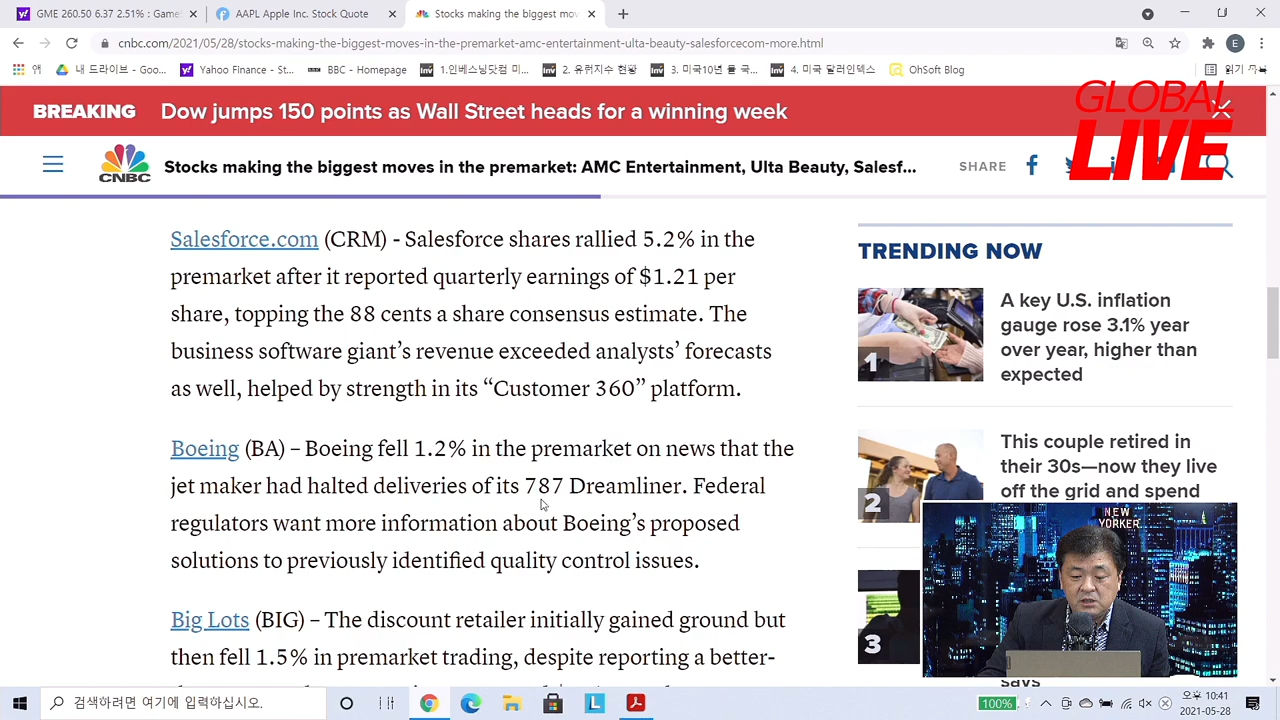 GME 260.50 6.37 2.51% : Game
AAPL Apple Inc. Stock Quote
Stocks making the biggest mov
cnbc.com/2021/05/28/stocks-making-the-biggest-moves-in-the-premarket-amc-entertainment-ulta-beauty-salesforcecom-more.html
E
앱
내 드라이브 - Goo...
Yahoo Finance - St...
BBC - Homepage
1.인베스팅닷컴 미...
2. 유럽지수 현황
3. 미국10년 물 국...
4. 미국 달러인덱스
OhSoft Blog
읽기 목록
BREAKING
Dow jumps 150 points as Wall Street heads for a winning week
GLOBAL
LIVE
CNBC
Stocks making the biggest moves in the premarket: AMC Entertainment, Ulta Beauty, Salesf...
SHARE
Salesforce.com (CRM) - Salesforce shares rallied 5.2% in the
premarket after it reported quarterly earnings of $1.21 per
share, topping the 88 cents a share consensus estimate. The
business software giant’s revenue exceeded analysts’ forecasts
as well, helped by strength in its “Customer 360” platform.
Boeing (BA) – Boeing fell 1.2% in the premarket on news that the
jet maker had halted deliveries of its 787 Dreamliner. Federal
regulators want more information about Boeing’s proposed
solutions to previously identified quality control issues.
Big Lots (BIG) – The discount retailer initially gained ground but
then fell 1.5% in premarket trading, despite reporting a better-
TRENDING NOW
1
A key U.S. inflation
gauge rose 3.1% year
over year, higher than
expected
2
This couple retired in
their 30s—now they live
off the grid and spend
3
says
NEW
YORKER
검색하려면 여기에 입력하십시오.
100%
오후 10:41
2021-05-28